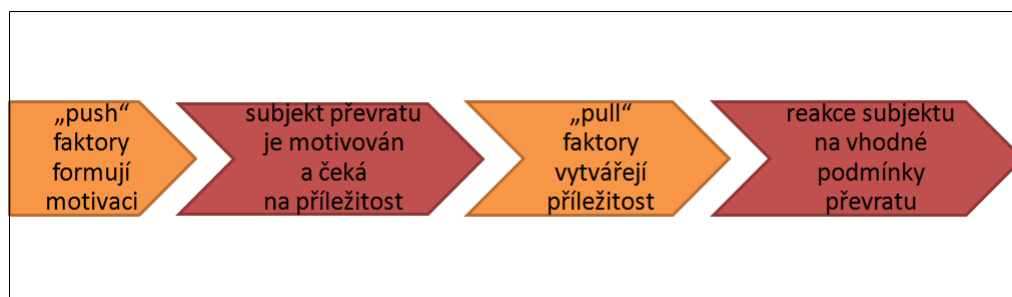 „push“
faktory
formují
motivaci
subjekt převratu
je motivován
a čeká
na příležitost
„pull“
faktory
vytvářejí
příležitost
reakce subjektu
na vhodné
podmínky
převratu